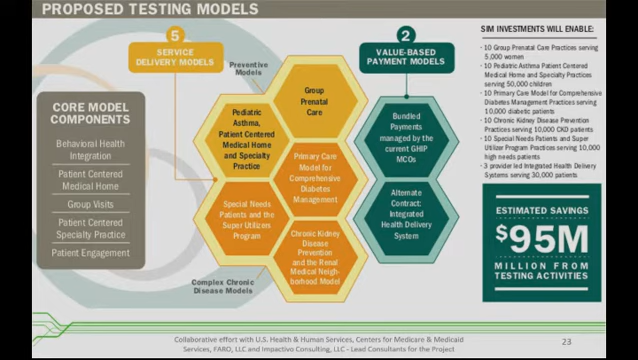 PROPOSED TESTING MODELS
5
SERVICE
DELIVERY MODELS
2
VALUE-BASED
PAYMENT MODELS
Preventive
Models
CORE MODEL
COMPONENTS
Behavioral Health
Integration
Patient Centered
Medical Home
Group Visits
Patient Centered
Specialty Practice
Patient Engagement
Group
Prenatal
Care
Pediatric
Asthma,
Patient Centered
Medical Home
and Specialty
Practice
Primary Care
Model for
Comprehensive
Diabetes
Management
Special Needs
Patients and the
Super Utilizers
Program
Chronic Kidney
Disease
Prevention
and the Renal
Medical Neigh-
borhood Model
Complex Chronic
Disease Models
Bundled
Payments
managed by the
current GHIP
MCOs
Alternate
Contract:
Integrated
Health Delivery
System
SIM INVESTMENTS WILL ENABLE:
· 10 Group Prenatal Care Practices serving
5,000 women
· 10 Pediatric Asthma Patient Centered
Medical Home and Specialty Practices
serving 50,000 children
· 10 Primary Care Model for Comprehensive
Diabetes Management Practices serving
10,000 diabetic patients
· 10 Chronic Kidney Disease Prevention
Practices serving 10,000 CKD patients
· 10 Special Needs Patients and Super
Utilizer Program Practices serving 10,000
high needs patients
· 3 provider led Integrated Health Delivery
Systems serving 30,000 patients
ESTIMATED SAVINGS
$95M
MILLION FROM
TESTING ACTIVITIES
Collaborative effort with U.S. Health & Human Services, Centers for Medicare & Medicaid
Services, FARO, LLC and Impactivo Consulting, LLC - Lead Consultants for the Project
23